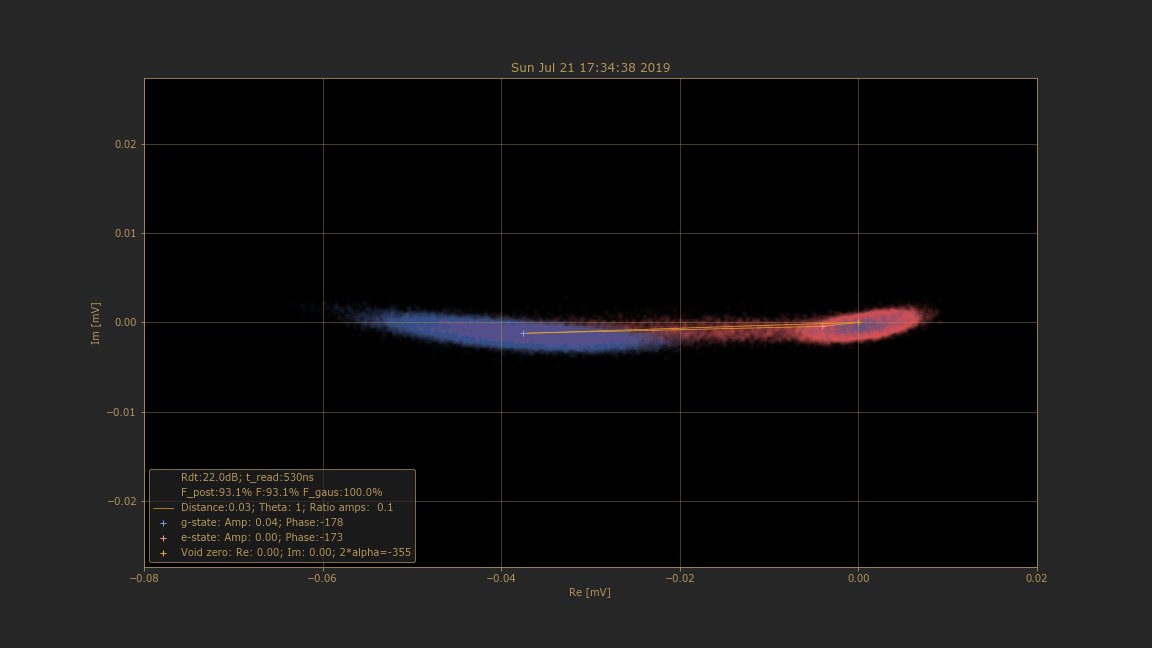 Sun Jul 21 17:34:38 2019
0.02
0.01
0.00
−0.01
−0.02
Im [mV]
Rdt:22.0dB; t_read:530ns
F_post:93.1% F:93.1% F_gaus:100.0%
Distance:0.03; Theta: 1; Ratio amps:  0.1
g-state: Amp: 0.04; Phase:-178
e-state: Amp: 0.00; Phase:-173
Void zero: Re: 0.00; Im: 0.00; 2*alpha=-355
−0.08 −0.06 −0.04 −0.02 0.00 0.02
Re [mV]